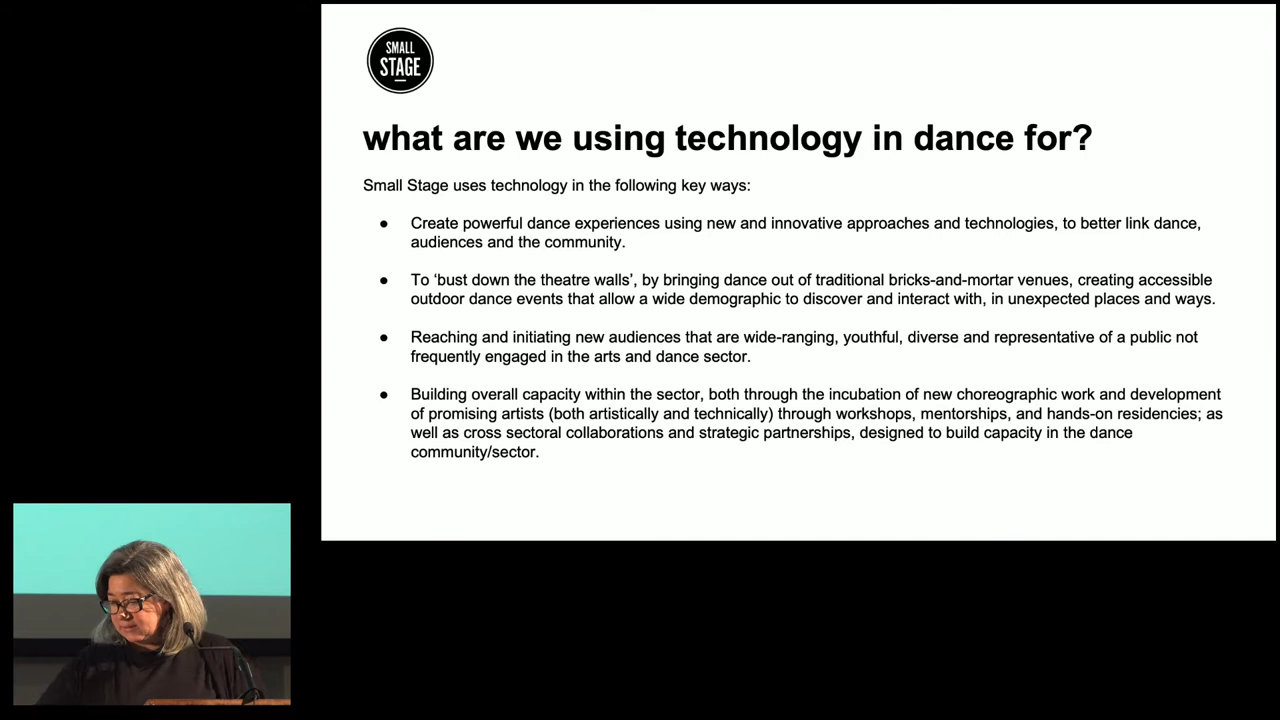 SMALL
STAGE
what are we using technology in dance for?
Small Stage uses technology in the following key ways:
● Create powerful dance experiences using new and innovative approaches and technologies, to better link dance,
audiences and the community.
● To ‘bust down the theatre walls’, by bringing dance out of traditional bricks-and-mortar venues, creating accessible
outdoor dance events that allow a wide demographic to discover and interact with, in unexpected places and ways.
● Reaching and initiating new audiences that are wide-ranging, youthful, diverse and representative of a public not
frequently engaged in the arts and dance sector.
● Building overall capacity within the sector, both through the incubation of new choreographic work and development
of promising artists (both artistically and technically) through workshops, mentorships, and hands-on residencies; as
well as cross sectoral collaborations and strategic partnerships, designed to build capacity in the dance
community/sector.